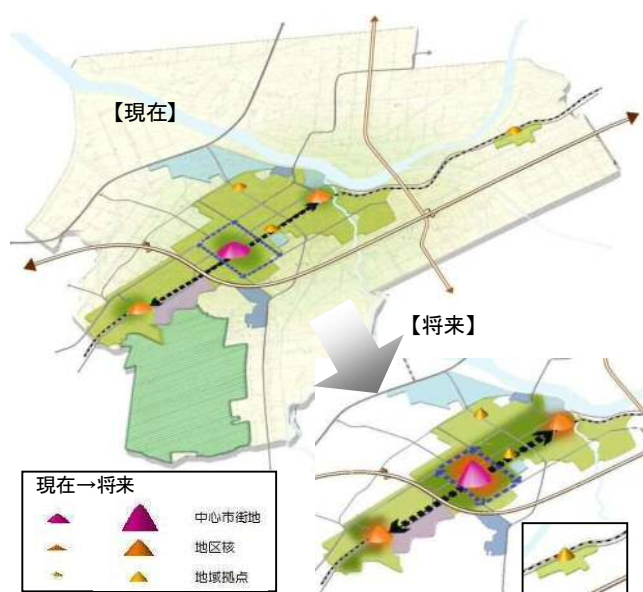 【現在】
【将来】
現在→将来
中心市街地
地区核
地域拠点